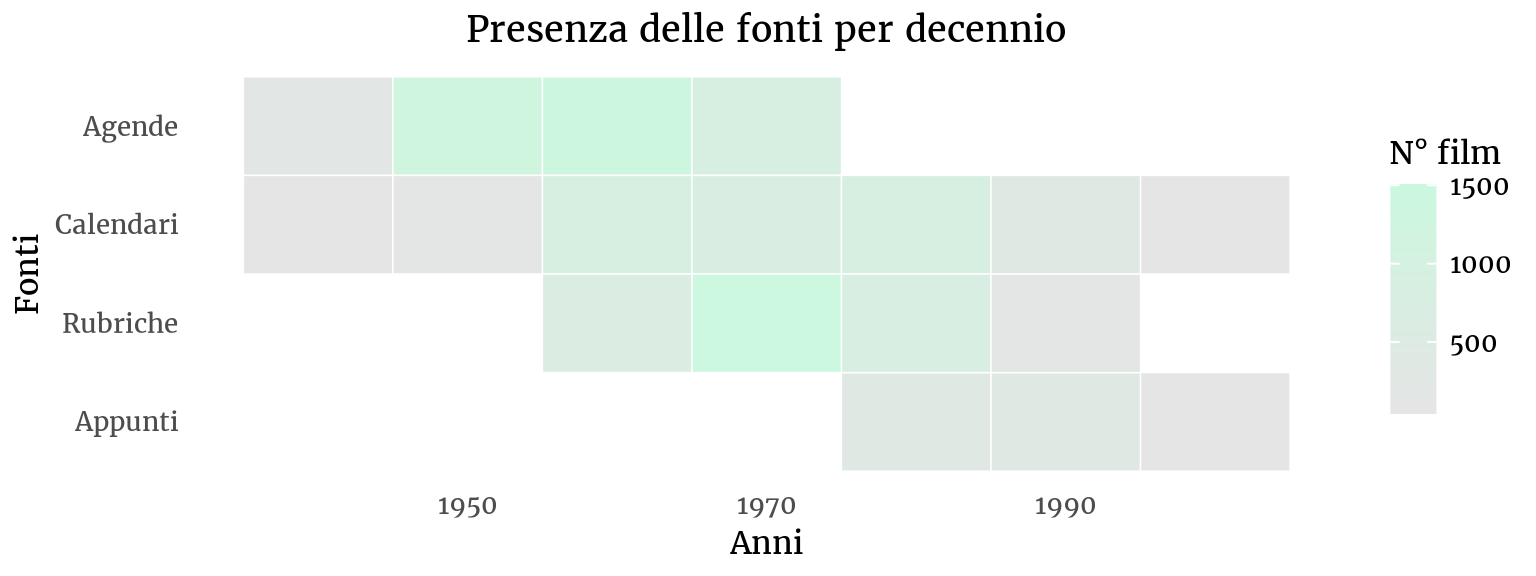 Presenza delle fonti per decennio
Fonti
Agende
Calendari
Rubriche
Appunti
1950
1970
1990
Anni
N° film
1500
1000
500